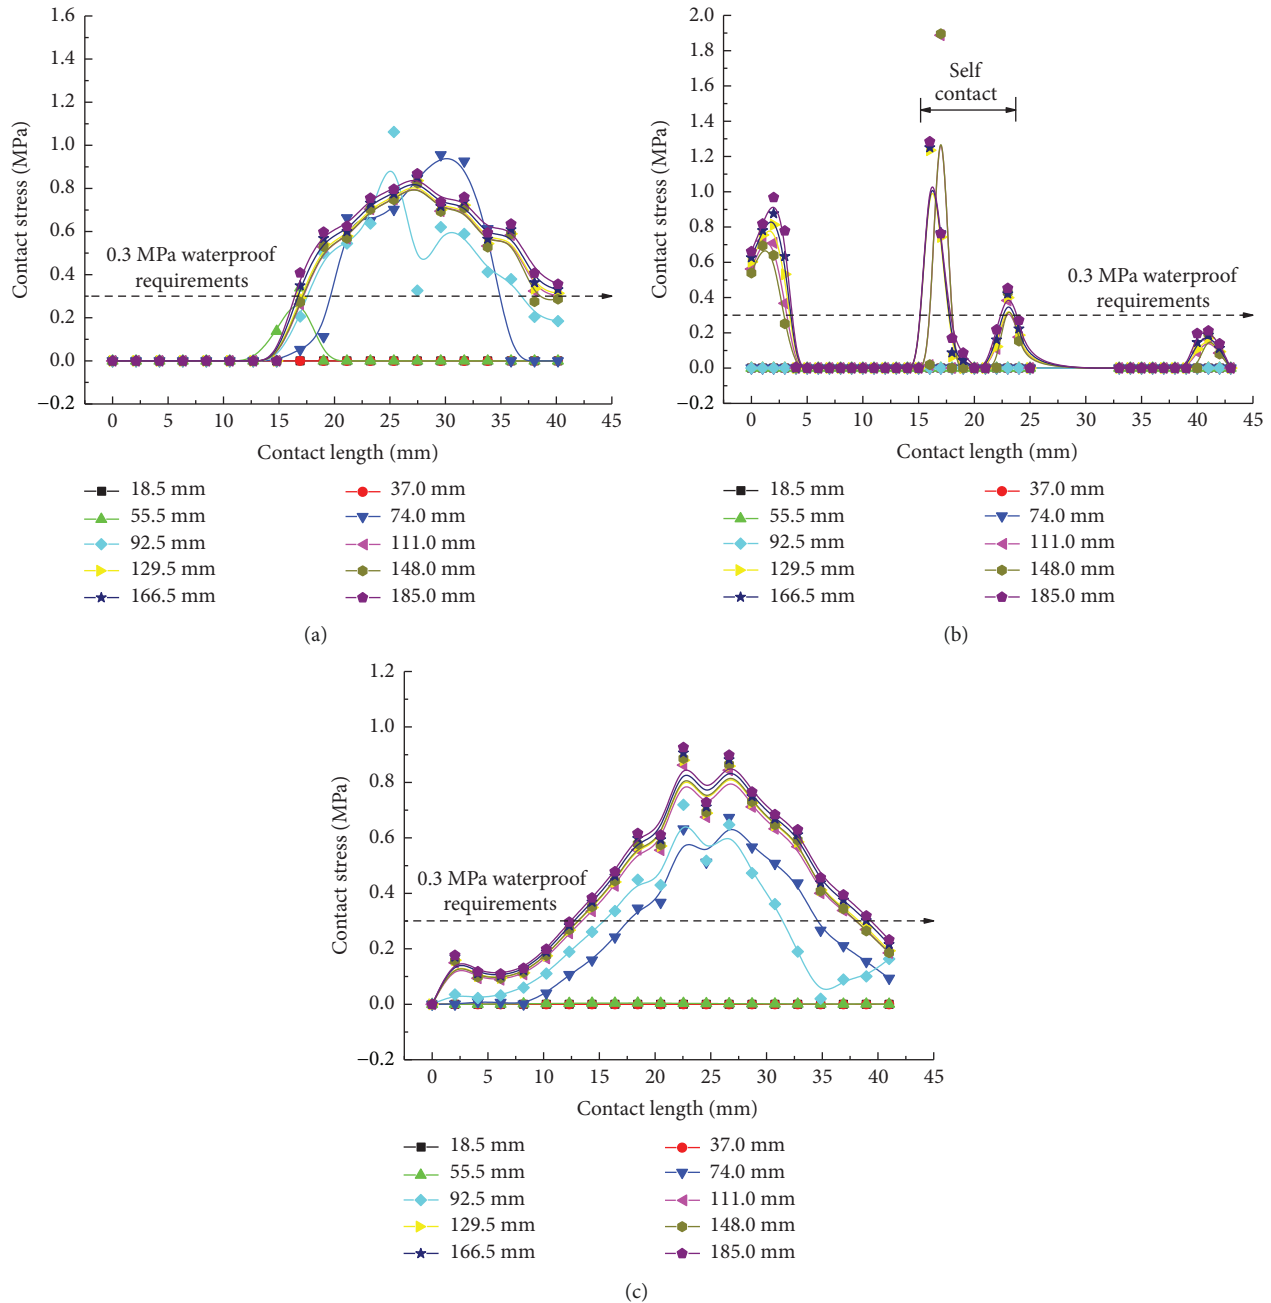 1.6
1.4
1.2
1.0
0.8
0.6
0.4
0.2
0.0
−0.2
Contact stress (MPa)
0.3 MPa waterproof
requirements
0 5 10 15 20 25 30 35 40 45
Contact length (mm)
18.5 mm 37.0 mm
55.5 mm 74.0 mm
92.5 mm 111.0 mm
129.5 mm 148.0 mm
166.5 mm 185.0 mm
(a)
2.0
1.8
1.6
1.4
1.2
1.0
0.8
0.6
0.4
0.2
0.0
−0.2
Contact stress (MPa)
Self
contact
0.3 MPa waterproof
requirements
0 5 10 15 20 25 30 35 40 45
Contact length (mm)
18.5 mm 37.0 mm
55.5 mm 74.0 mm
92.5 mm 111.0 mm
129.5 mm 148.0 mm
166.5 mm 185.0 mm
(b)
1.2
1.0
0.8
0.6
0.4
0.2
0.0
−0.2
Contact stress (MPa)
0.3 MPa waterproof
requirements
0 5 10 15 20 25 30 35 40 45
Contact length (mm)
18.5 mm 37.0 mm
55.5 mm 74.0 mm
92.5 mm 111.0 mm
129.5 mm 148.0 mm
166.5 mm 185.0 mm
(c)